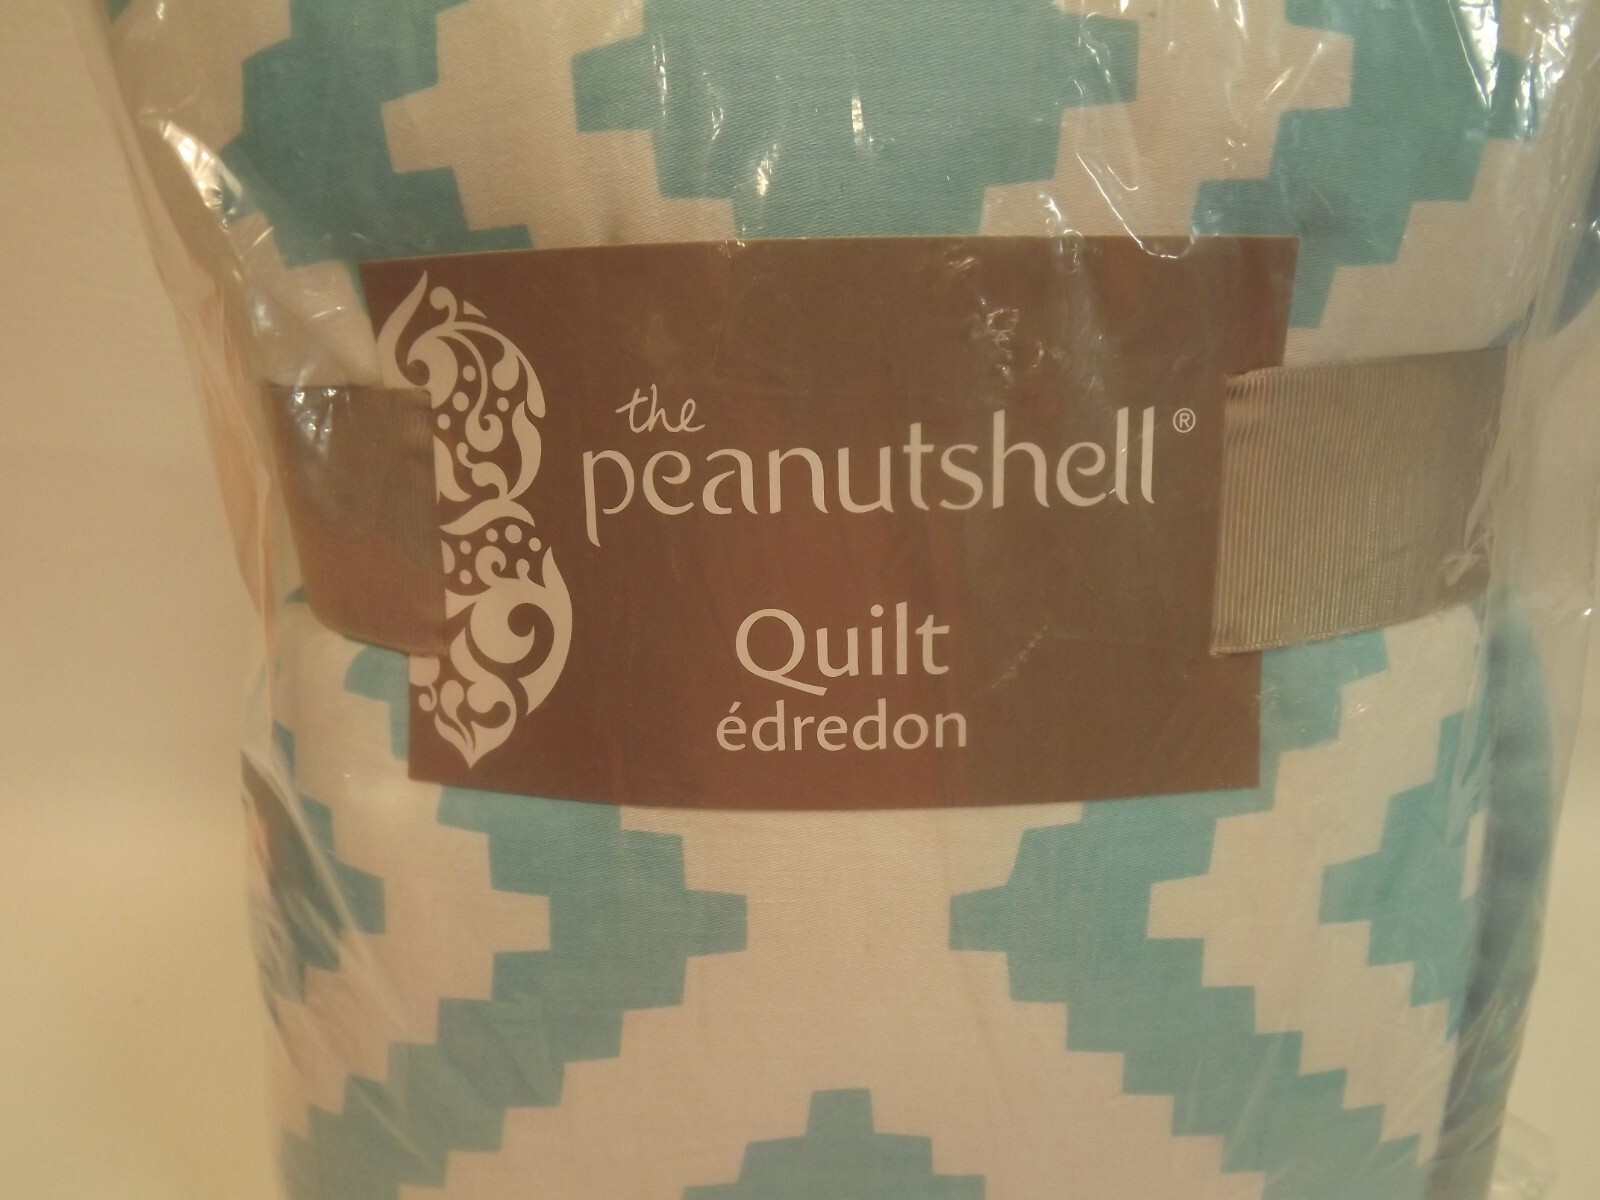 the
peanutshell®
Quilt
édredon